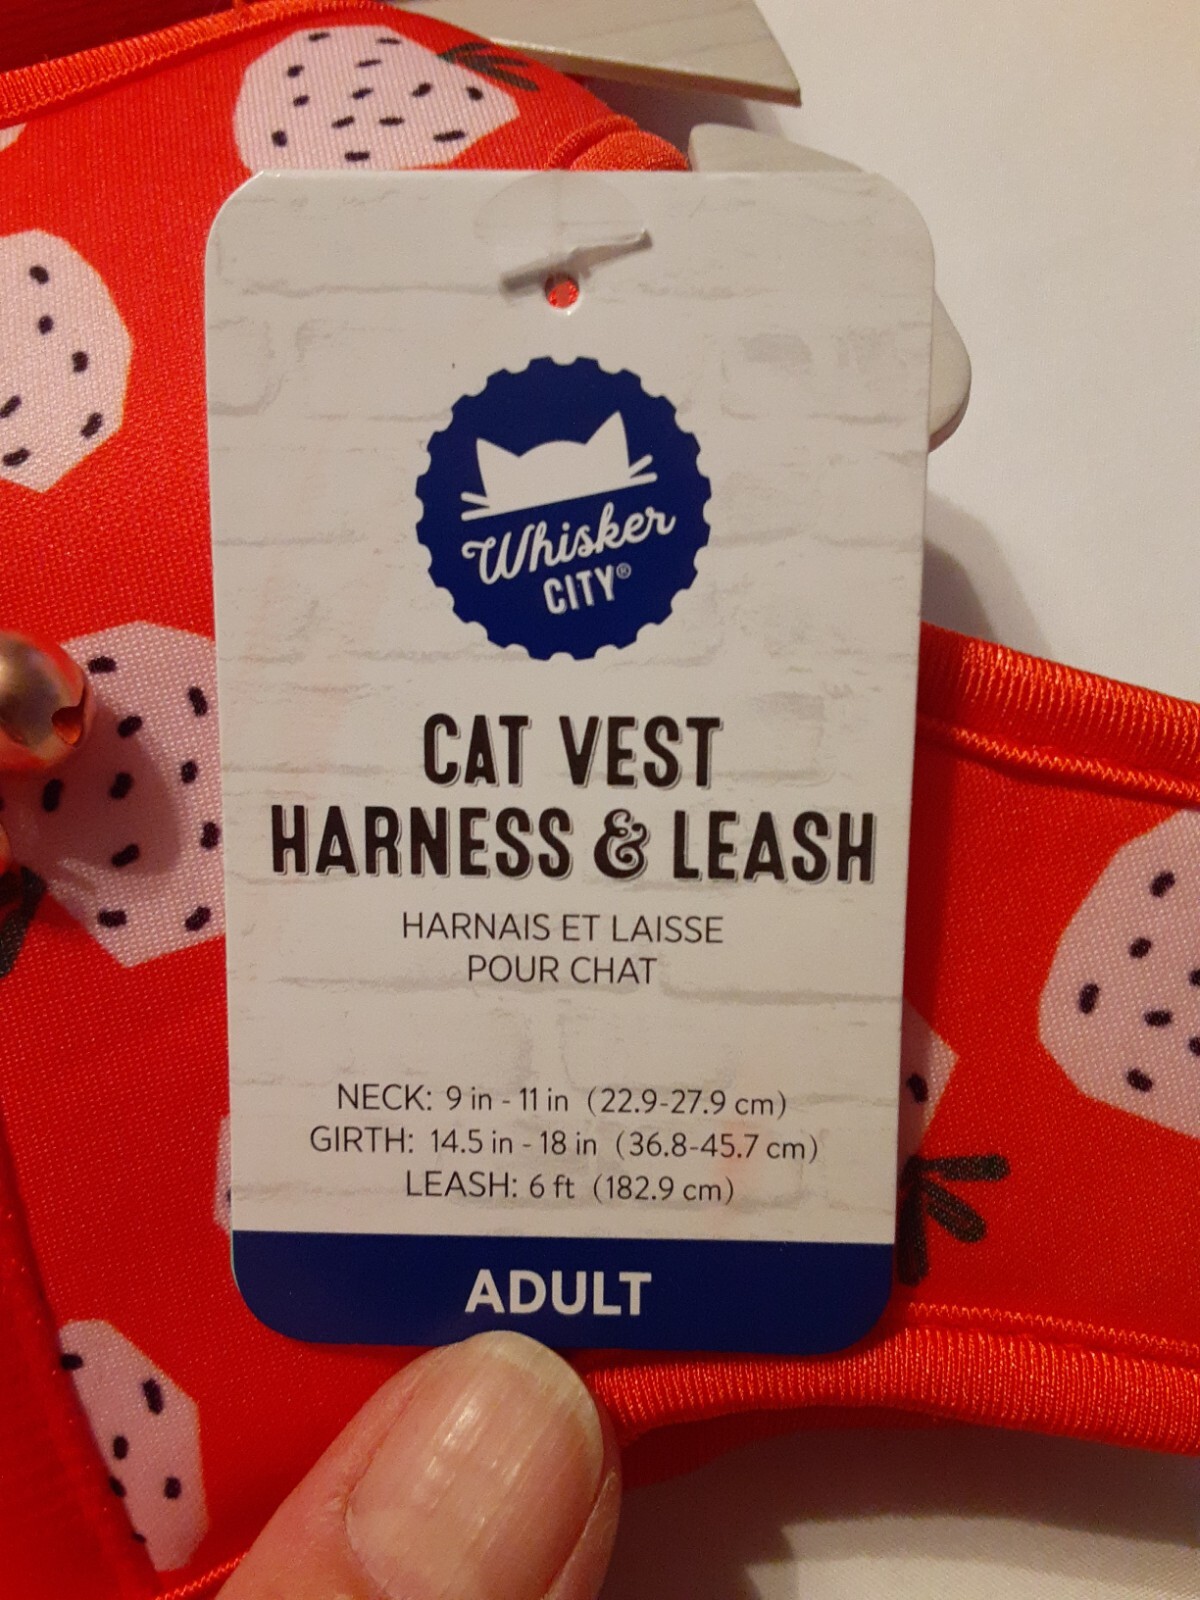 Whisker
CITY®
CAT VEST
HARNESS & LEASH
HARNAIS ET LAISSE
POUR CHAT
NECK: 9 in - 11 in (22.9-27.9 cm)
GIRTH: 14.5 in - 18 in (36.8-45.7 cm)
LEASH: 6 ft (182.9 cm)
ADULT